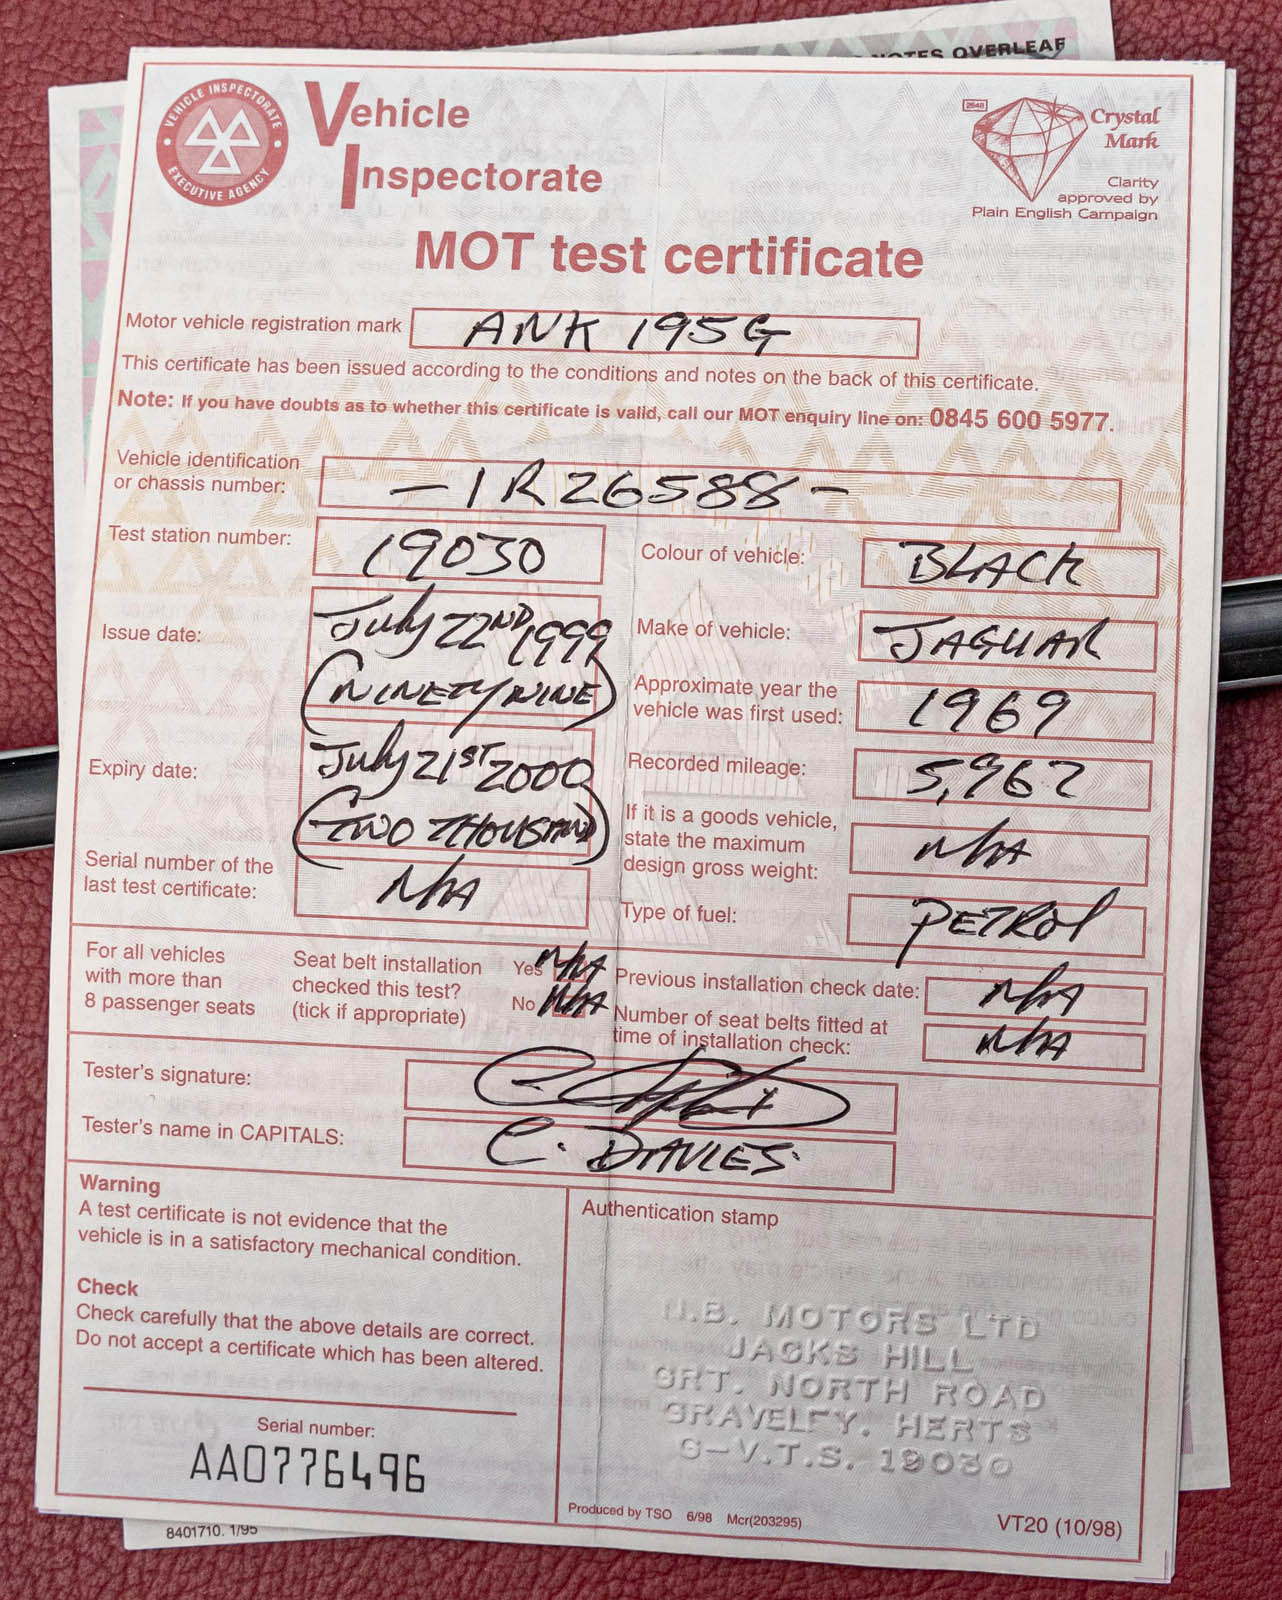 NOTES OVERLEAF
VEHICLE INSPECTORATE
EXECUTIVE AGENCY
Vehicle
Inspectorate
2648
Crystal
Mark
Clarity
approved by
Plain English Campaign
MOT test certificate
Motor vehicle registration mark ANK 195G
This certificate has been issued according to the conditions and notes on the back of this certificate.
Note: If you have doubts as to whether this certificate is valid, call our MOT enquiry line on: 0845 600 5977.
Vehicle identification
or chassis number: -1R26588-
Test station number: 19030
Colour of vehicle: BLACK
Issue date: July 22ND 1999
(NINETY NINE)
Make of vehicle: JAGUAR
Approximate year the
vehicle was first used: 1969
Expiry date: July 21ST 2000
(TWO THOUSAND)
Recorded mileage: 5,962
If it is a goods vehicle,
state the maximum
design gross weight: N/A
Serial number of the
last test certificate: N/A
Type of fuel: PETROL
For all vehicles
with more than
8 passenger seats
Seat belt installation
checked this test?
(tick if appropriate)
Yes N/A
No N/A
Previous installation check date: N/A
Number of seat belts fitted at
time of installation check: N/A
Tester's signature:
Tester's name in CAPITALS: C. DAVIES
Warning
A test certificate is not evidence that the
vehicle is in a satisfactory mechanical condition.
Check
Check carefully that the above details are correct.
Do not accept a certificate which has been altered.
Serial number:
AA0776496
Authentication stamp
N.B. MOTORS LTD
JACKS HILL
GRT. NORTH ROAD
GRAVELEY. HERTS
G-V.T.S. 19030
Produced by TSO 6/98 Mcr(203295)
VT20 (10/98)
8401710. 1/95